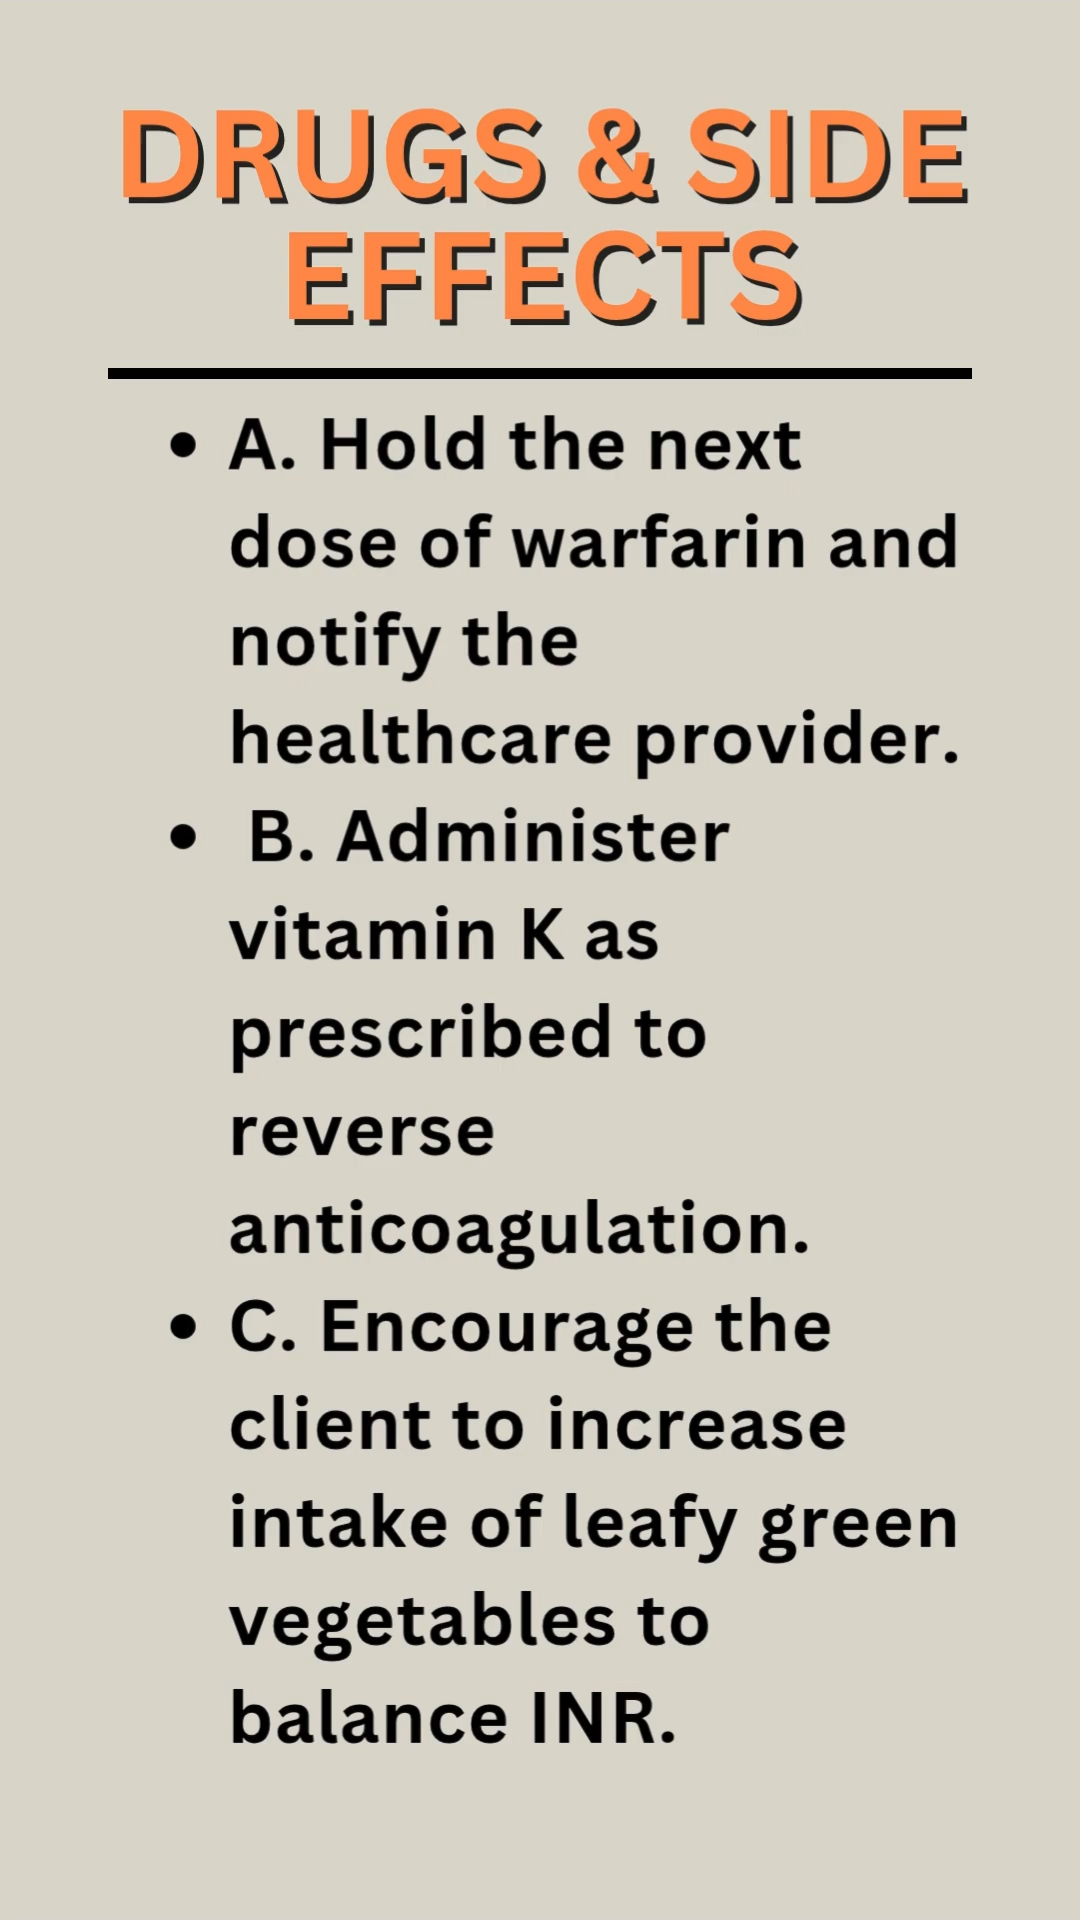 DRUGS & SIDE
EFFECTS
• A. Hold the next
dose of warfarin and
notify the
healthcare provider.
• B. Administer
vitamin K as
prescribed to
reverse
anticoagulation.
• C. Encourage the
client to increase
intake of leafy green
vegetables to
balance INR.